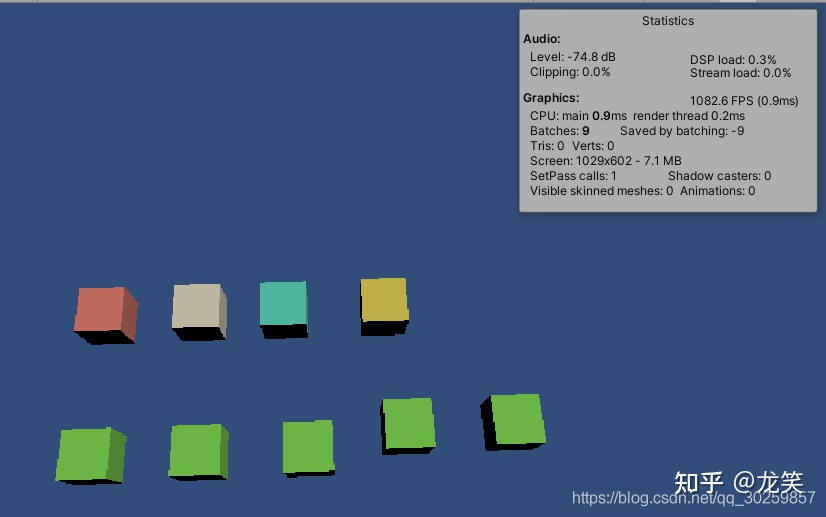 Statistics
Audio:
Level: -74.8 dB DSP load: 0.3%
Clipping: 0.0% Stream load: 0.0%
Graphics: 1082.6 FPS (0.9ms)
CPU: main 0.9ms render thread 0.2ms
Batches: 9 Saved by batching: -9
Tris: 0 Verts: 0
Screen: 1029x602 - 7.1 MB
SetPass calls: 1 Shadow casters: 0
Visible skinned meshes: 0 Animations: 0
知乎 @龙笑
https://blog.csdn.net/qq_30259857